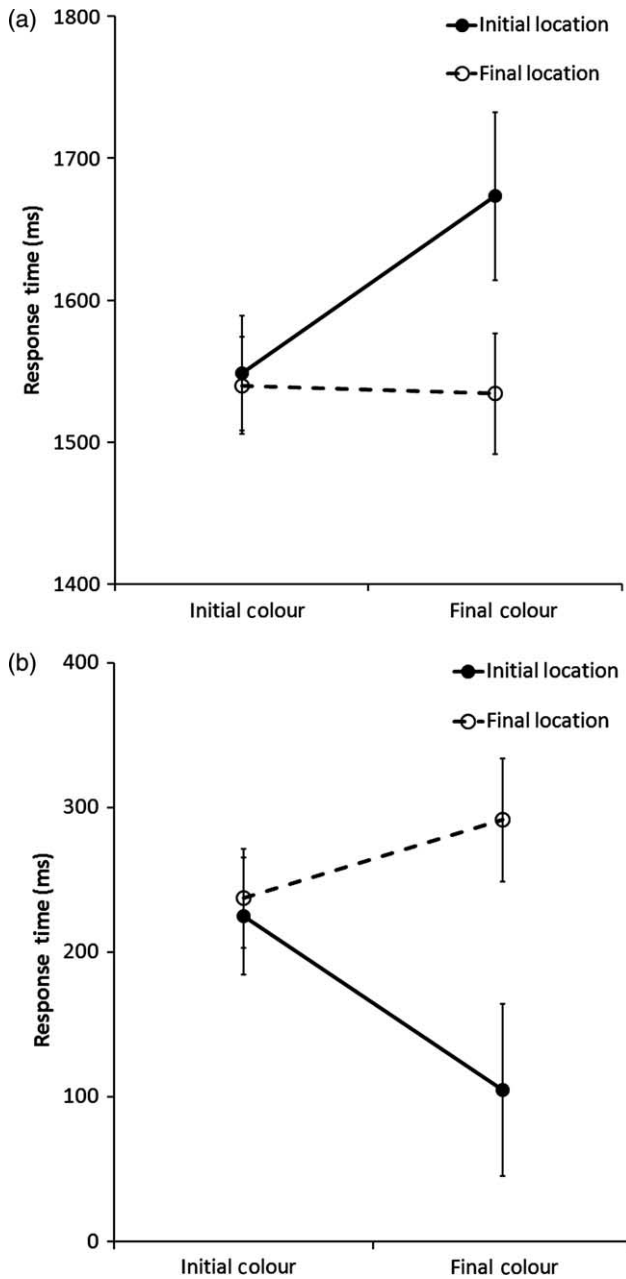 (a)
1800
Initial location
Final location
1700
1600
1500
1400
Response time (ms)
Initial colour
Final colour
(b)
400
Initial location
Final location
300
200
100
0
Response time (ms)
Initial colour
Final colour